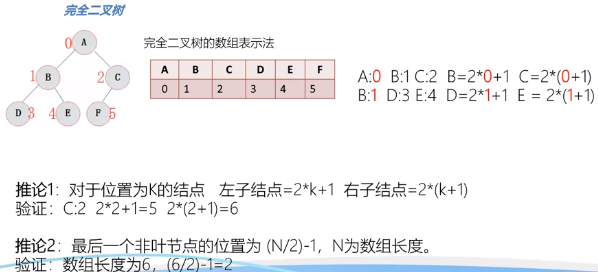 完全二叉树
0 A
完全二叉树的数组表示法
1 B 2 C
D 3 4 E F 5
A B C D E F
0 1 2 3 4 5
A:0 B:1 C:2 B=2*0+1 C=2*(0+1)
B:1 D:3 E:4 D=2*1+1 E = 2*(1+1)
推论1：对于位置为K的结点 左子结点=2*k+1 右子结点=2*(k+1)
验证：C:2 2*2+1=5 2*(2+1)=6
推论2：最后一个非叶节点的位置为 (N/2)-1，N为数组长度。
验证：数组长度为6，(6/2)-1=2